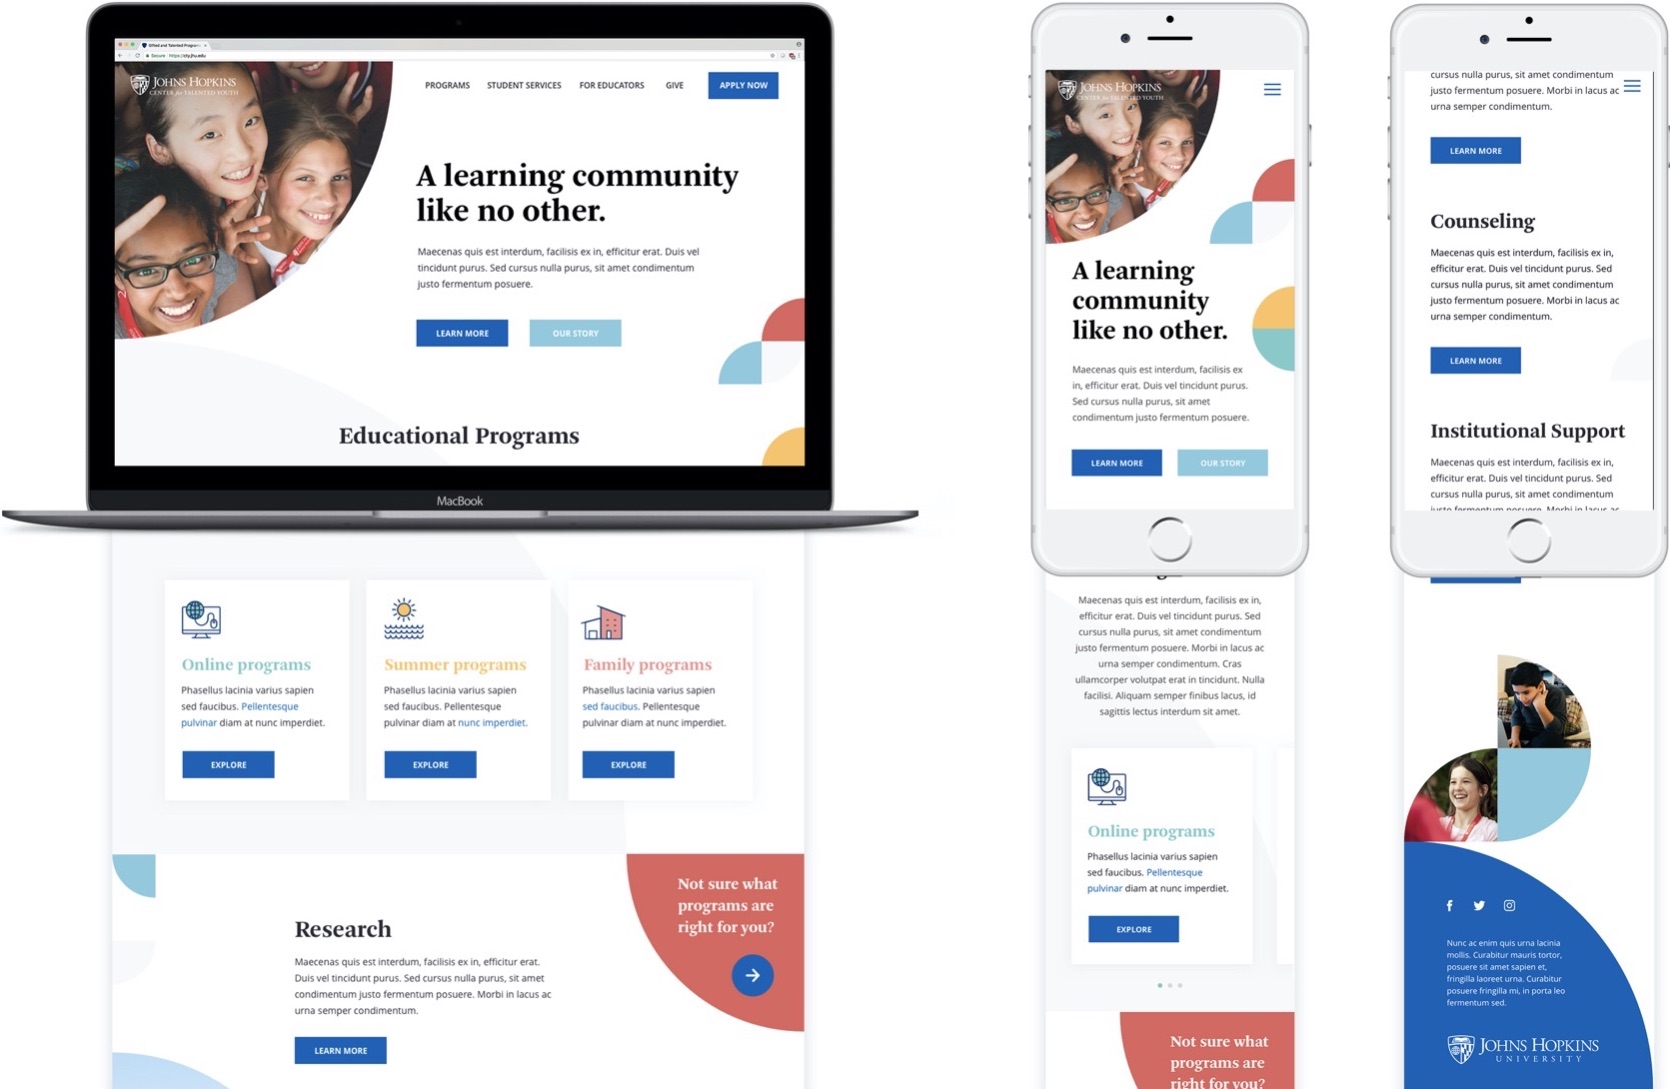 Gifted and Talented Programs
Secure https://cty.jhu.edu
JOHNS HOPKINS
CENTER for TALENTED YOUTH
PROGRAMS STUDENT SERVICES FOR EDUCATORS GIVE APPLY NOW
A learning community
like no other.
Maecenas quis est interdum, facilisis ex in, efficitur erat. Duis vel
tincidunt purus. Sed cursus nulla purus, sit amet condimentum
justo fermentum posuere.
LEARN MORE OUR STORY
Educational Programs
MacBook
Online programs
Phasellus lacinia varius sapien
sed faucibus. Pellentesque
pulvinar diam at nunc imperdiet.
EXPLORE
Summer programs
Phasellus lacinia varius sapien
sed faucibus. Pellentesque
pulvinar diam at nunc imperdiet.
EXPLORE
Family programs
Phasellus lacinia varius sapien
sed faucibus. Pellentesque
pulvinar diam at nunc imperdiet.
EXPLORE
Research
Maecenas quis est interdum, facilisis ex in, efficitur erat.
Duis vel tincidunt purus. Sed cursus nulla purus, sit amet
condimentum justo fermentum posuere. Morbi in lacus ac
urna semper condimentum.
LEARN MORE
Not sure what
programs are
right for you?
JOHNS HOPKINS
CENTER for TALENTED YOUTH
A learning
community
like no other.
Maecenas quis est interdum, facilisis ex
in, efficitur erat. Duis vel tincidunt purus.
Sed cursus nulla purus, sit amet
condimentum justo fermentum posuere.
LEARN MORE OUR STORY
Maecenas quis est interdum, facilisis ex in,
efficitur erat. Duis vel tincidunt purus. Sed
cursus nulla purus, sit amet condimentum
justo fermentum posuere. Morbi in lacus ac
urna semper condimentum. Cras
ullamcorper volutpat erat in tincidunt. Nulla
facilisi. Aliquam semper finibus lacus, id
sagittis lectus interdum sit amet.
Online programs
Phasellus lacinia varius sapien
sed faucibus. Pellentesque
pulvinar diam at nunc imperdiet.
EXPLORE
Not sure what
programs are
right for you?
cursus nulla purus, sit amet condimentum
justo fermentum posuere. Morbi in lacus ac
urna semper condimentum.
LEARN MORE
Counseling
Maecenas quis est interdum, facilisis ex in,
efficitur erat. Duis vel tincidunt purus. Sed
cursus nulla purus, sit amet condimentum
justo fermentum posuere. Morbi in lacus ac
urna semper condimentum.
LEARN MORE
Institutional Support
Maecenas quis est interdum, facilisis ex in,
efficitur erat. Duis vel tincidunt purus. Sed
cursus nulla purus, sit amet condimentum
justo fermentum posuere. Morbi in lacus ac
Nunc ac enim quis urna lacinia
mollis. Curabitur mauris tortor,
posuere sit amet sapien et,
fringilla laoreet urna. Curabitur
posuere fringilla mi, in porta leo
fermentum sed.
JOHNS HOPKINS
UNIVERSITY